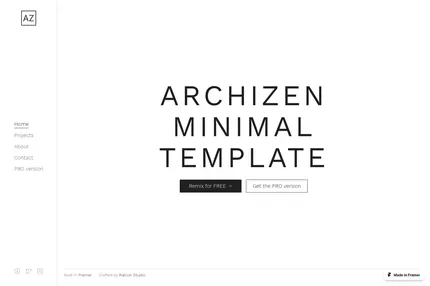 AZ
Home
Projects
About
Contact
PRO version
ARCHIZEN
MINIMAL
TEMPLATE
Remix for FREE →
Get the PRO version
Built in Framer
Crafted by Nation Studio
Made in Framer